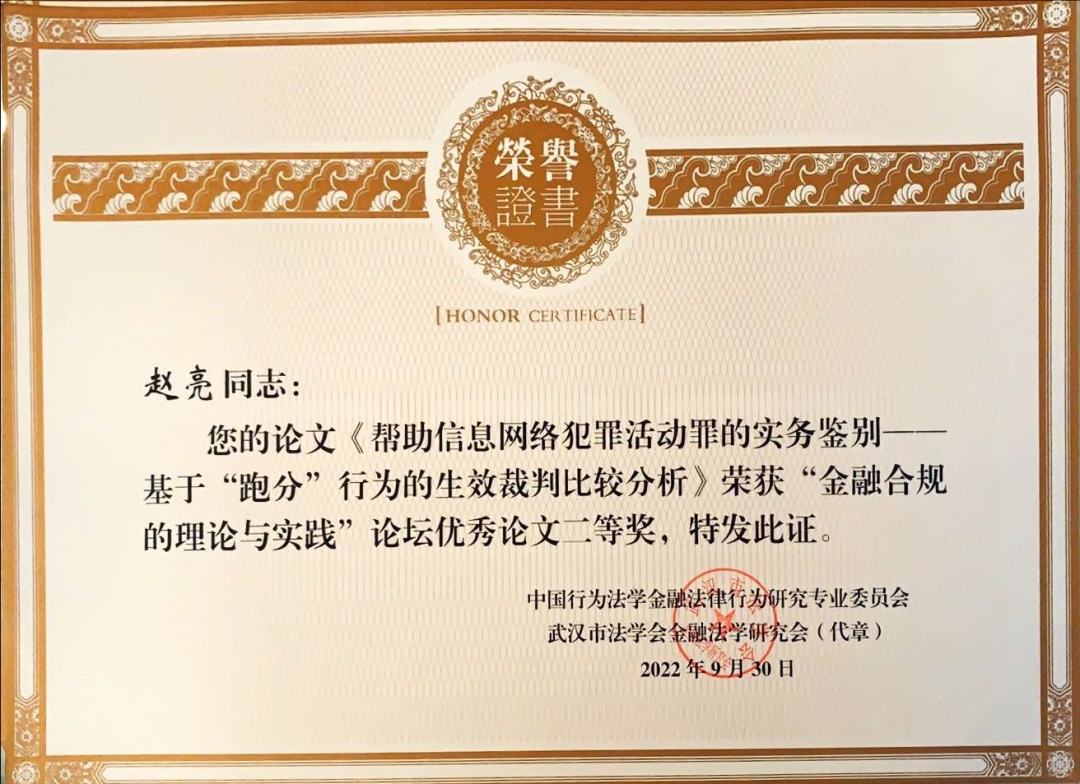 榮譽
證書
[HONOR CERTIFICATE]
赵亮同志：
您的论文《帮助信息网络犯罪活动罪的实务鉴别——
基于“跑分”行为的生效裁判比较分析》荣获“金融合规
的理论与实践”论坛优秀论文二等奖，特发此证。
中国行为法学金融法律行为研究专业委员会
武汉市法学会金融法学研究会（代章）
2022年9月30日